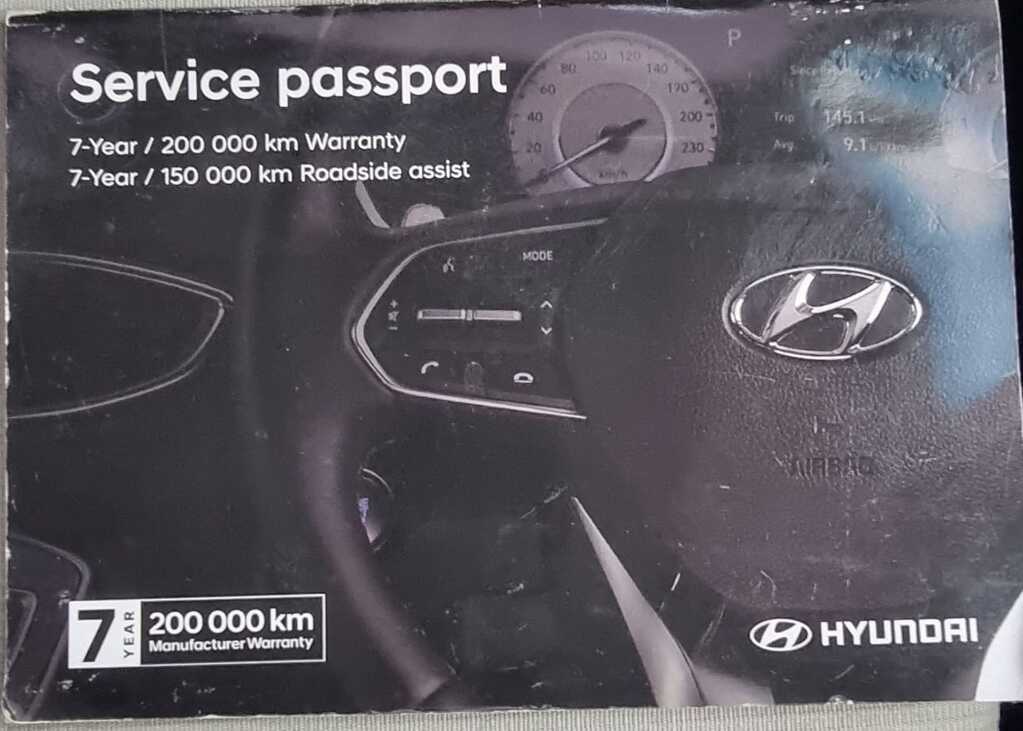 Service passport
7-Year / 200 000 km Warranty
7-Year / 150 000 km Roadside assist
P
100 120
80 140
60 170
40 200
20 230
km/h
Trip 145.1
Avg. 9.1
MODE
AIRBAG
7 YEAR
200 000 km
Manufacturer Warranty
HYUNDAI